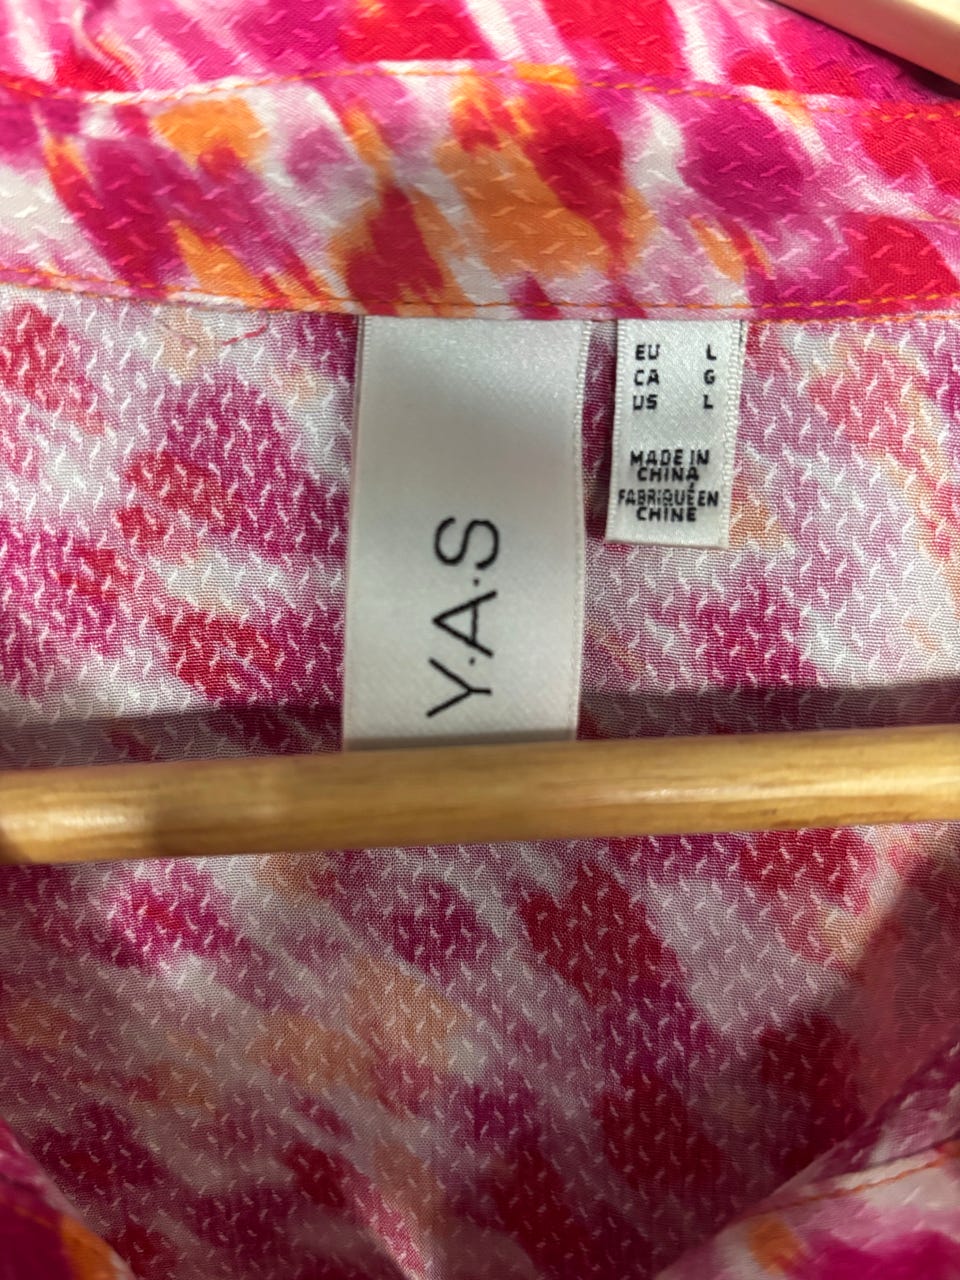 Y.A.S
EU L
CA G
US L
MADE IN
CHINA
FABRIQUÉ EN
CHINE